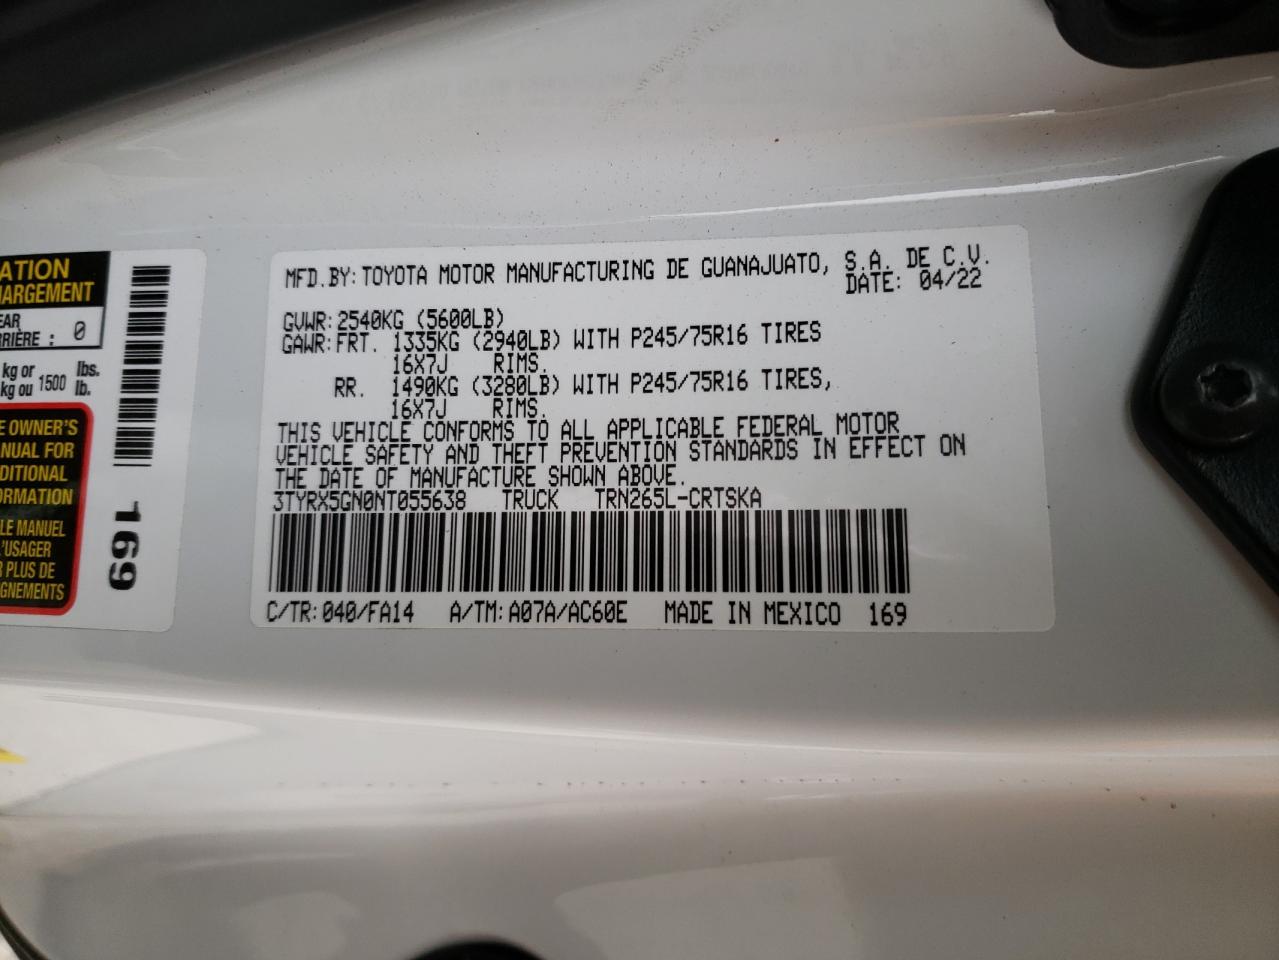 ATION
HARGEMENT
EAR
RRIÈRE : 0
kg or lbs.
kg ou 1500 lb.
E OWNER'S
ANUAL FOR
DDITIONAL
FORMATION
LE MANUEL
L'USAGER
R PLUS DE
IGNEMENTS
169
MFD.BY: TOYOTA MOTOR MANUFACTURING DE GUANAJUATO, S.A. DE C.V.
DATE: 04/22
GVWR: 2540KG (5600LB)
GAWR: FRT. 1335KG (2940LB) WITH P245/75R16 TIRES
16X7J RIMS.
RR. 1490KG (3280LB) WITH P245/75R16 TIRES,
16X7J RIMS.
THIS VEHICLE CONFORMS TO ALL APPLICABLE FEDERAL MOTOR
VEHICLE SAFETY AND THEFT PREVENTION STANDARDS IN EFFECT ON
THE DATE OF MANUFACTURE SHOWN ABOVE.
3TYRX5GN0NT055638 TRUCK TRN265L-CRTSKA
C/TR: 040/FA14 A/TM: A07A/AC60E MADE IN MEXICO 169